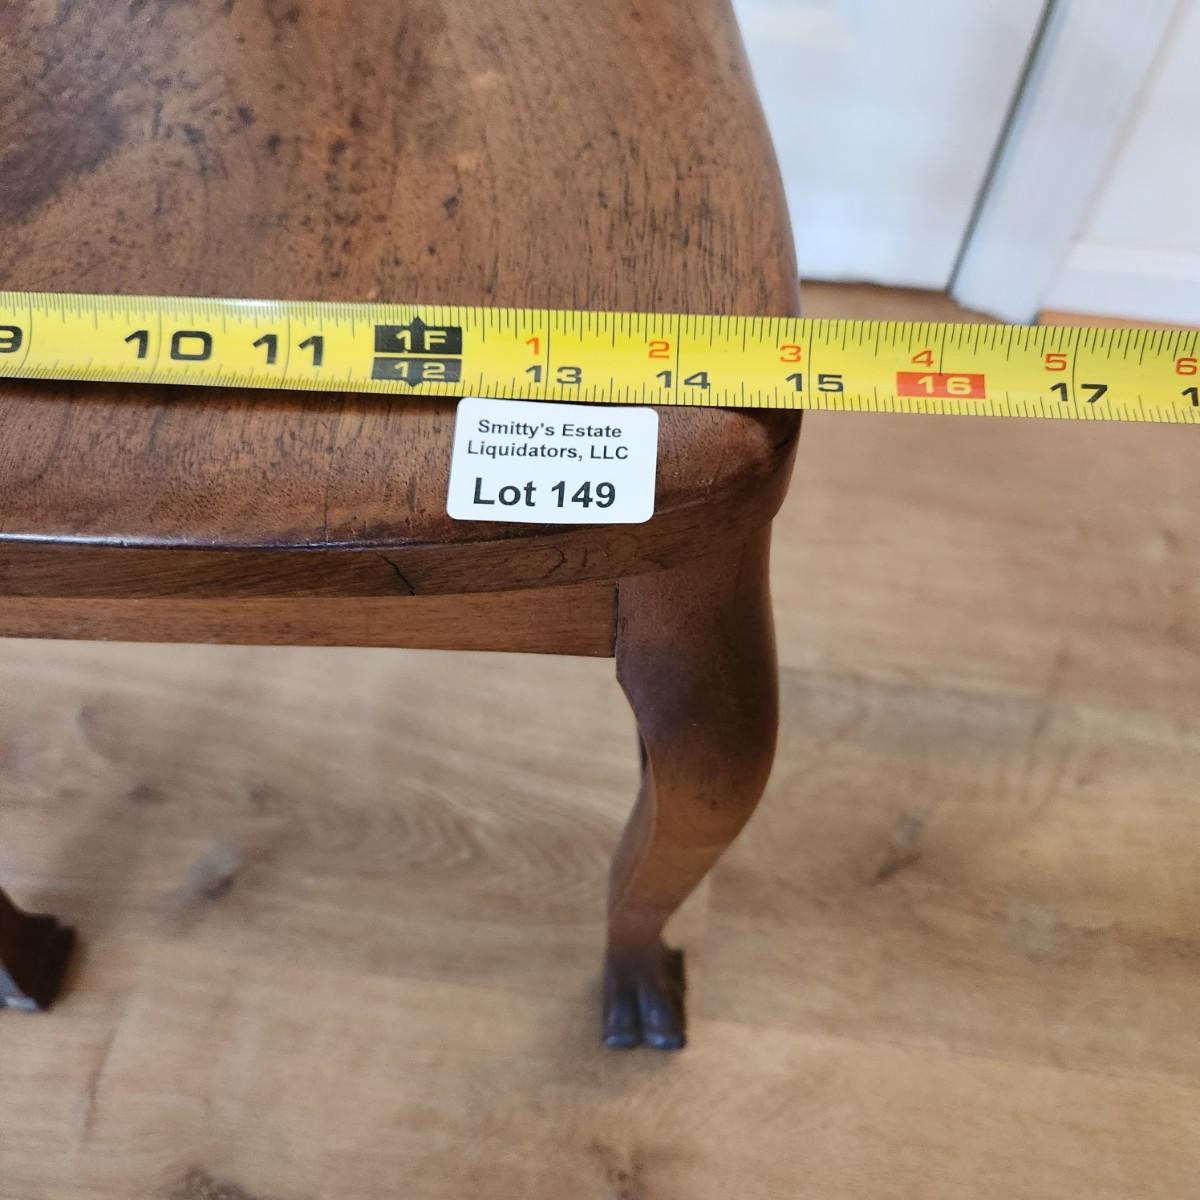 1F 1 2 3 4 5 6
9 10 11 12 13 14 15 16 17 1
Smitty's Estate
Liquidators, LLC
Lot 149